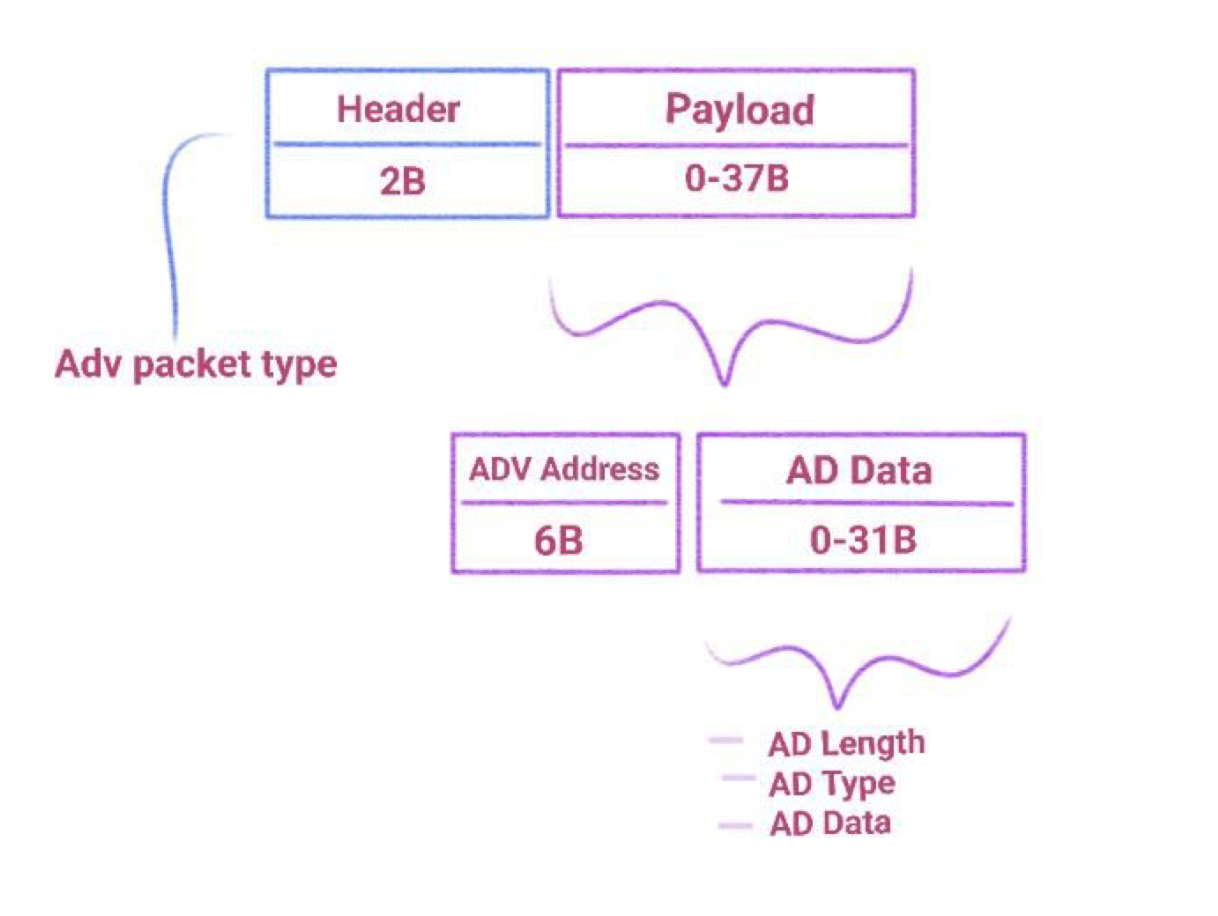 Header
Payload
2B
0-37B
Adv packet type
ADV Address
AD Data
6B
0-31B
AD Length
AD Type
AD Data